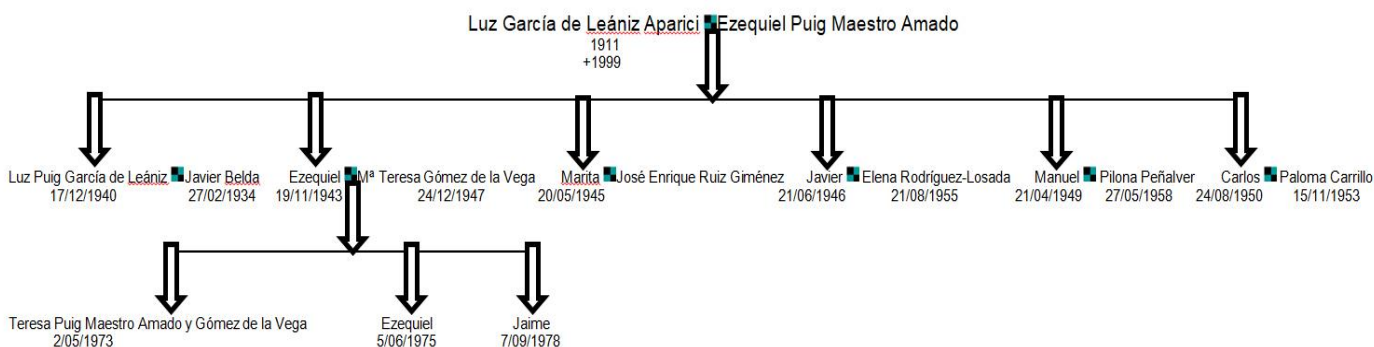 Luz García de Leániz Aparici Ezequiel Puig Maestro Amado
1911
+1999
Luz Puig García de Leániz Javier Belda Ezequiel Mª Teresa Gómez de la Vega Marita José Enrique Ruiz Giménez Javier Elena Rodríguez-Losada Manuel Pilona Peñalver Carlos Paloma Carrillo
17/12/1940 27/02/1934 19/11/1943 24/12/1947 20/05/1945 21/06/1946 21/08/1955 21/04/1949 27/05/1958 24/08/1950 15/11/1953
Teresa Puig Maestro Amado y Gómez de la Vega Ezequiel Jaime
2/05/1973 5/06/1975 7/09/1978